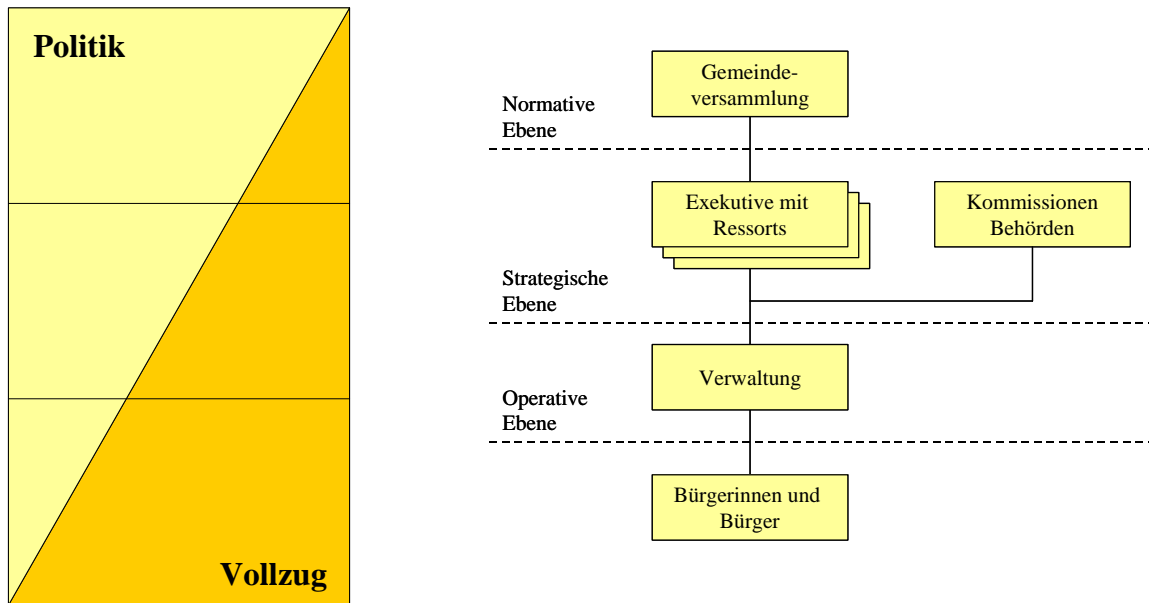 Politik
Vollzug
Gemeinde-
versammlung
Normative
Ebene
Exekutive mit
Ressorts
Kommissionen
Behörden
Strategische
Ebene
Verwaltung
Operative
Ebene
Bürgerinnen und
Bürger